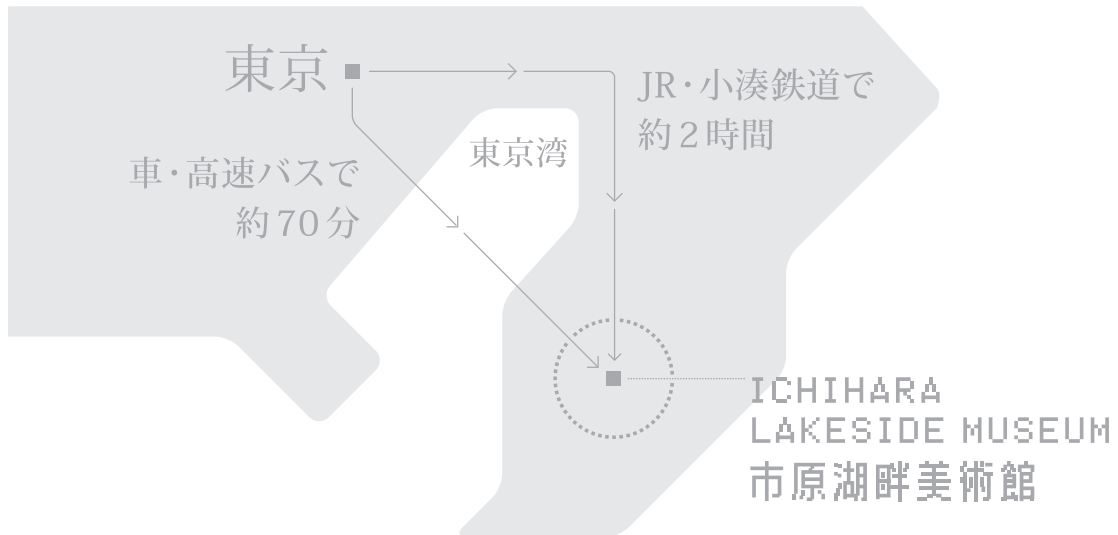 東京
JR・小湊鉄道で
約2時間
東京湾
車・高速バスで
約70分
ICHIHARA
LAKESIDE MUSEUM
市原湖畔美術館